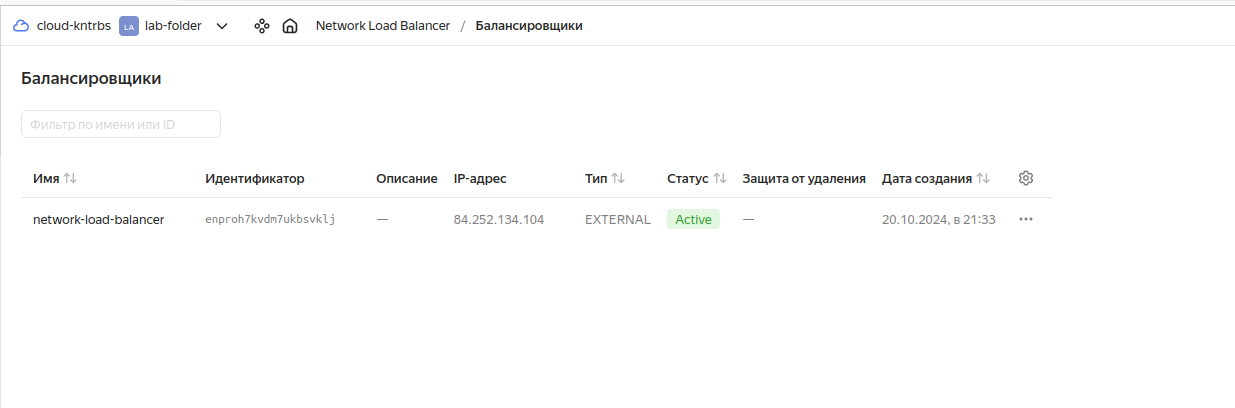 cloud-kntrbs LA lab-folder Network Load Balancer / Балансировщики
Балансировщики
Фильтр по имени или ID
Имя Идентификатор Описание IP-адрес Тип Статус Защита от удаления Дата создания
network-load-balancer enproh7kvdm7ukbsvklj — 84.252.134.104 EXTERNAL Active — 20.10.2024, в 21:33